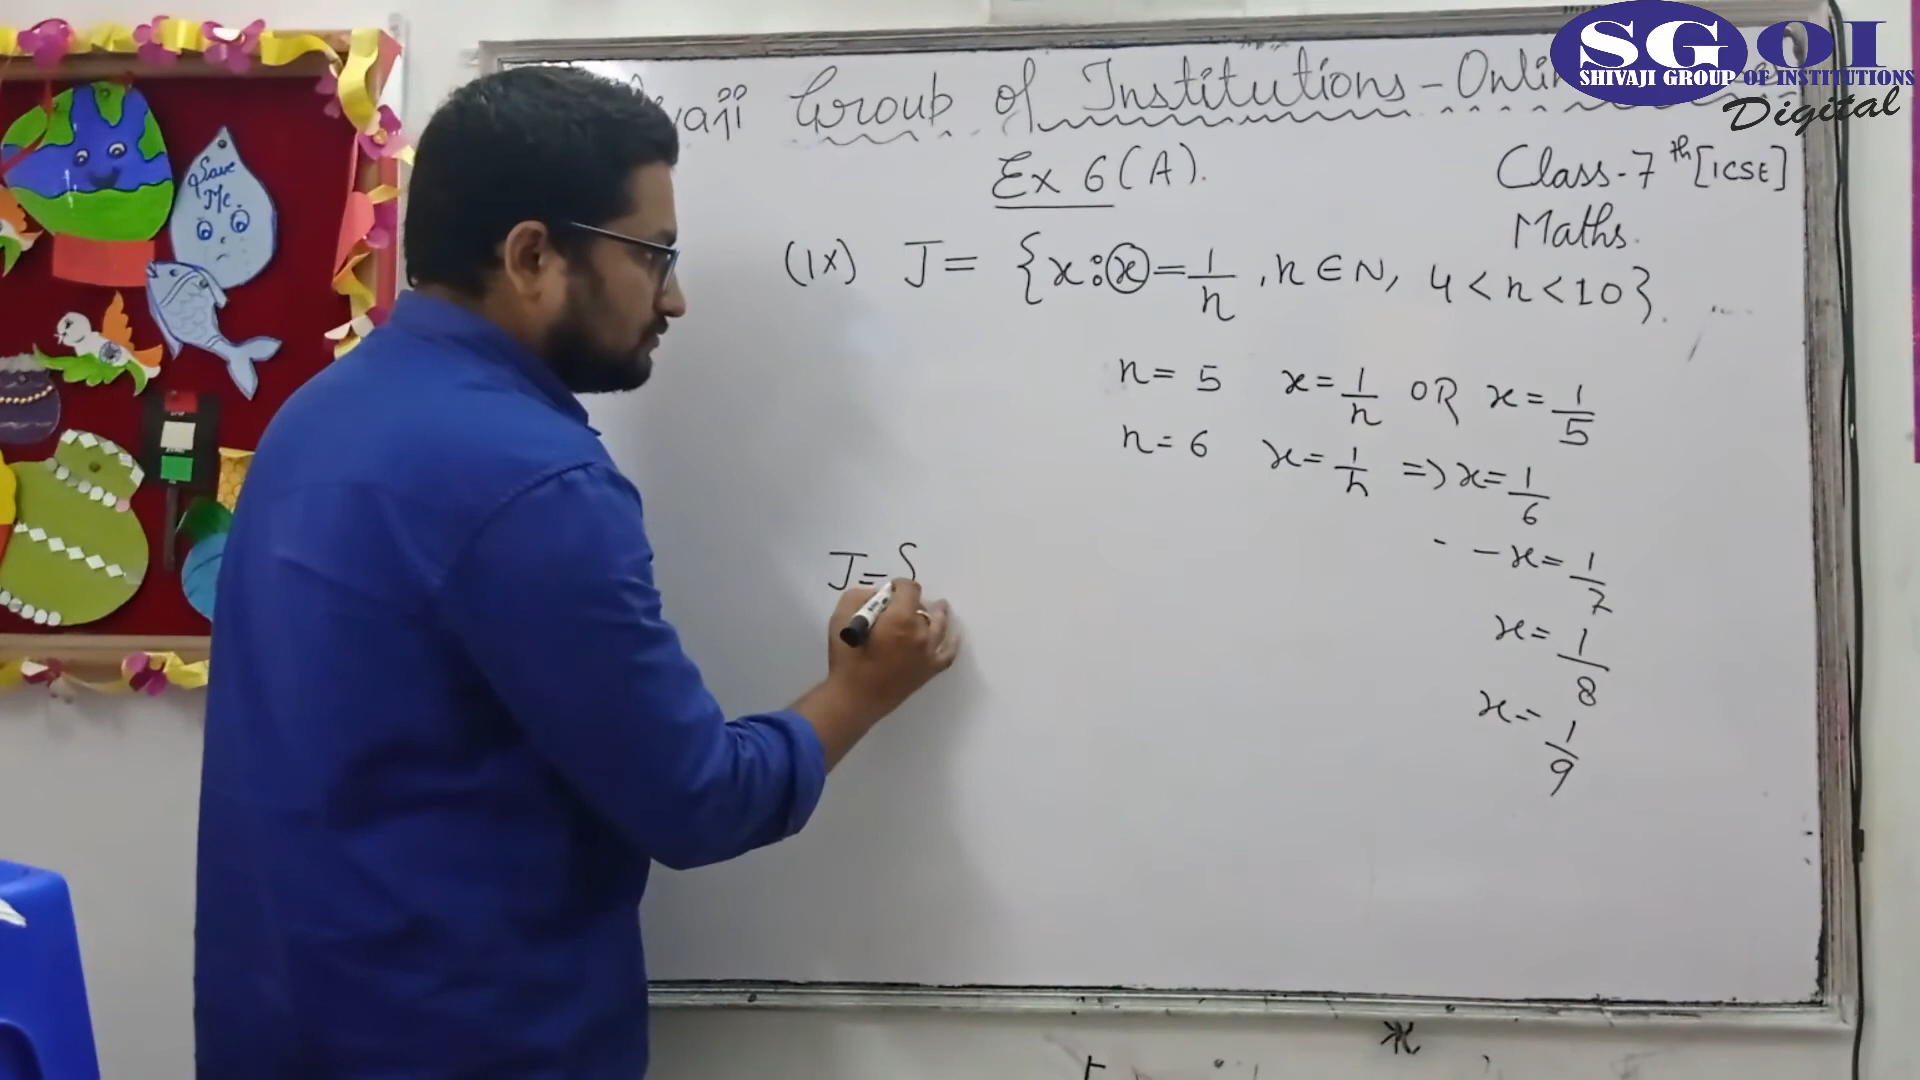 SGOI
SHIVAJI GROUP OF INSTITUTIONS
Digital
Group of Institutions - Onlin
Ex 6(A).
Class-7th [ICSE]
Maths.
(ix) J = {x:x=1/n, n∈N, 4<n<10}.
n = 5 x=1/n OR x=1/5
n = 6 x=1/n => x=1/6
- - x=1/7
x=1/8
x=1/9
J={
Save
Me